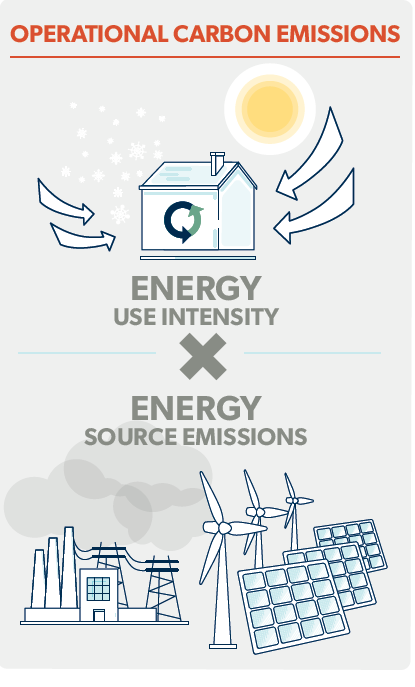 OPERATIONAL CARBON EMISSIONS
ENERGY
USE INTENSITY
ENERGY
SOURCE EMISSIONS